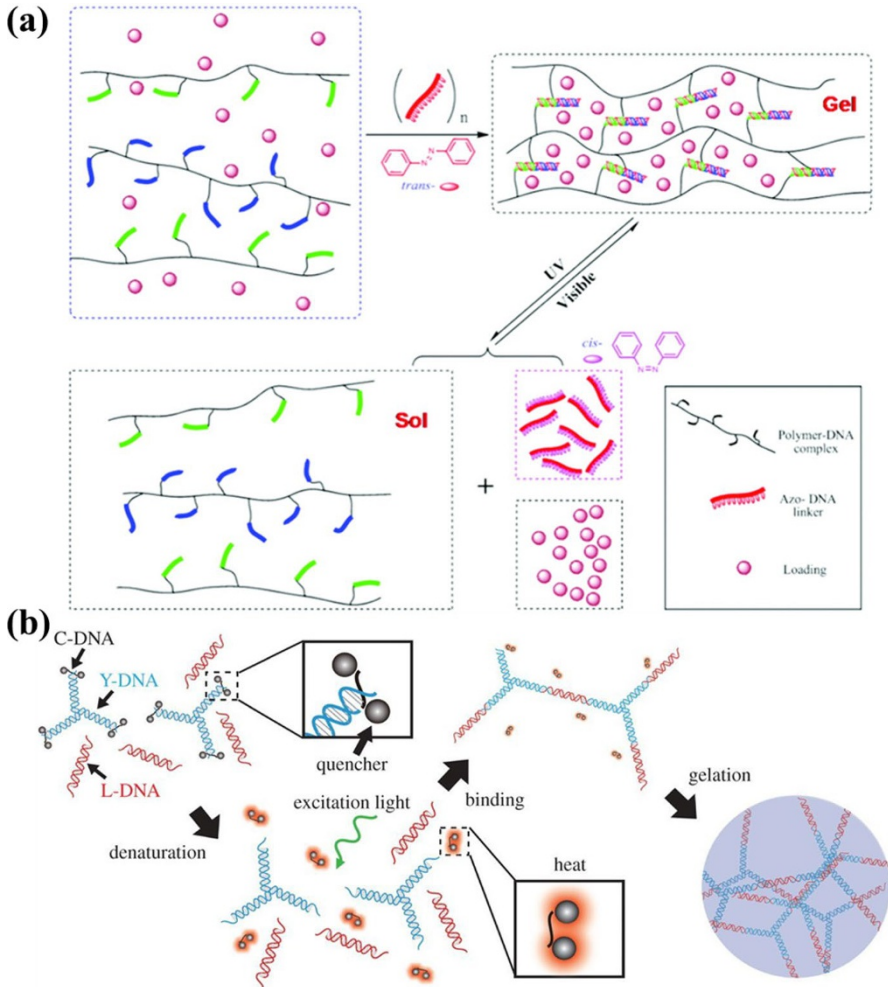 (a)
n
N
N
trans-
Gel
UV
Visible
cis-
N=N
Sol
+
Polymer-DNA
complex
Azo- DNA
linker
Loading
(b)
C-DNA
Y-DNA
L-DNA
quencher
denaturation
excitation light
binding
heat
gelation